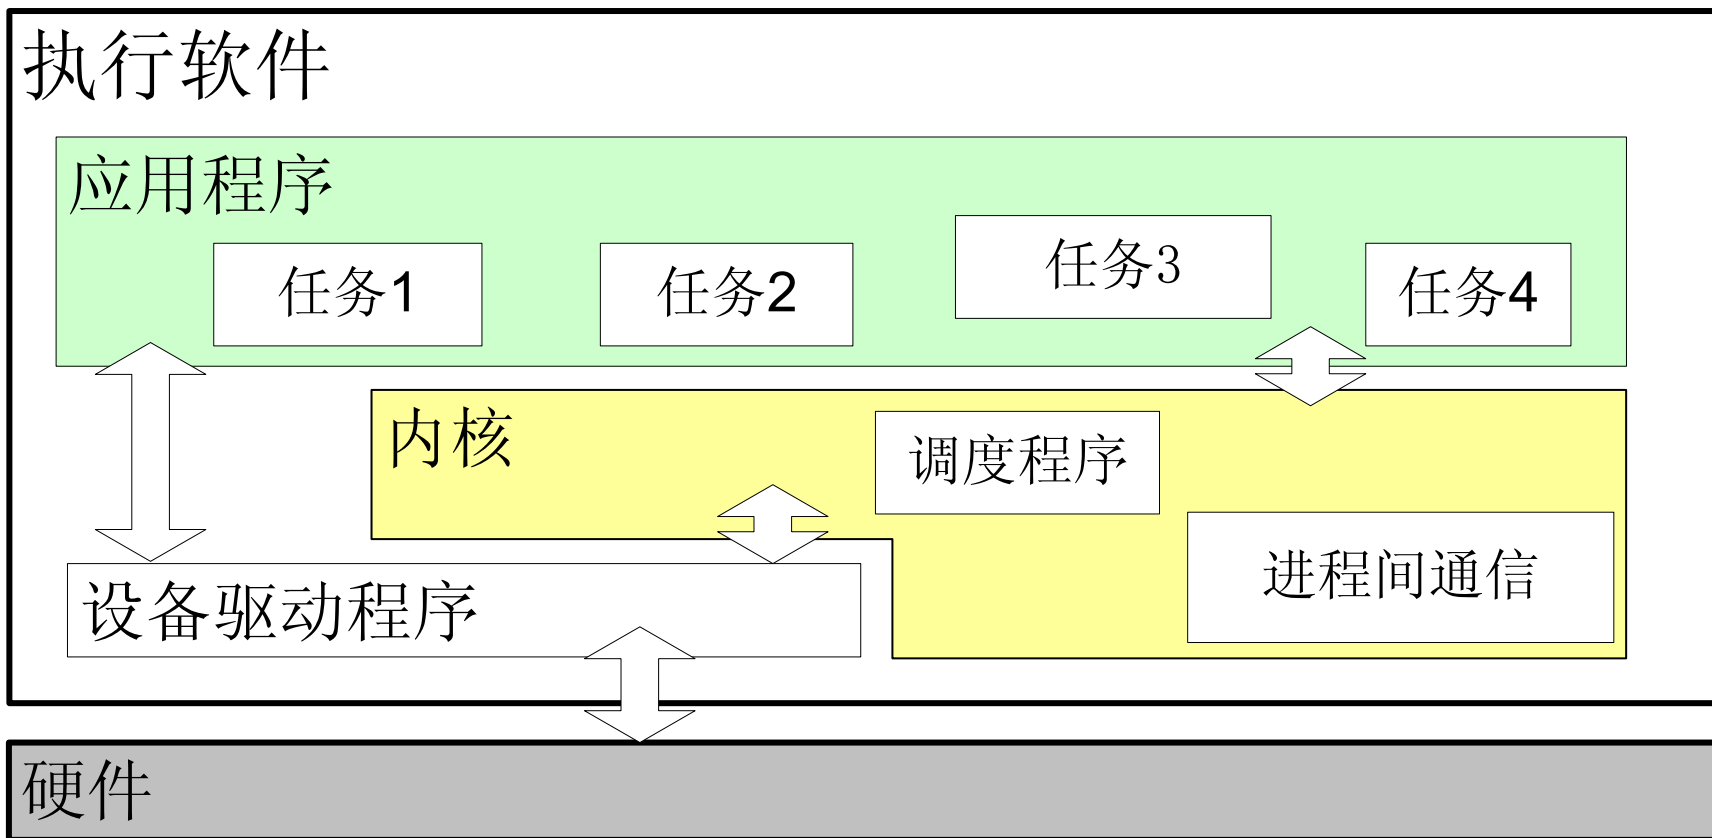 执行软件
应用程序
任务1
任务2
任务3
任务4
内核
调度程序
进程间通信
设备驱动程序
硬件